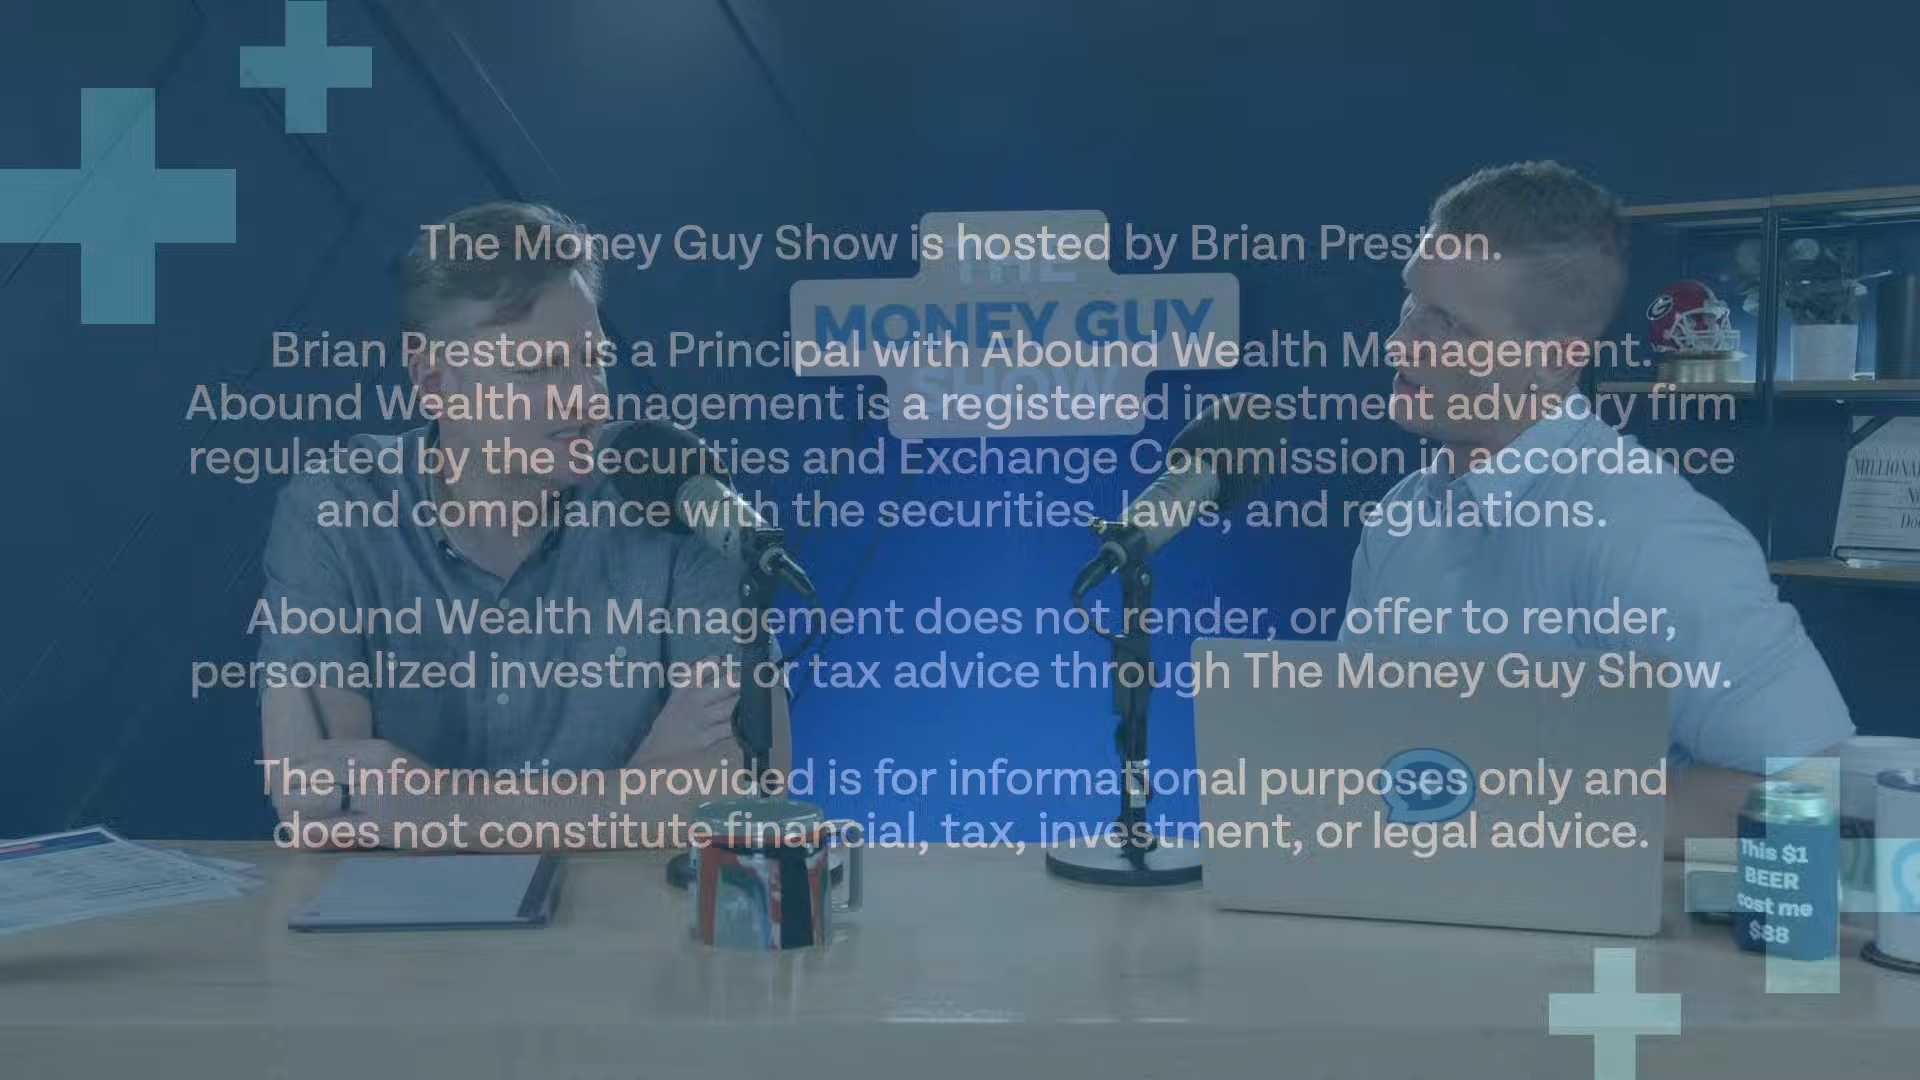 The Money Guy Show is hosted by Brian Preston.
THE
MONEY GUY
SHOW
Brian Preston is a Principal with Abound Wealth Management.
Abound Wealth Management is a registered investment advisory firm
regulated by the Securities and Exchange Commission in accordance
and compliance with the securities, laws, and regulations.
Abound Wealth Management does not render, or offer to render,
personalized investment or tax advice through The Money Guy Show.
The information provided is for informational purposes only and
does not constitute financial, tax, investment, or legal advice.
This $1
BEER
cost me
$88